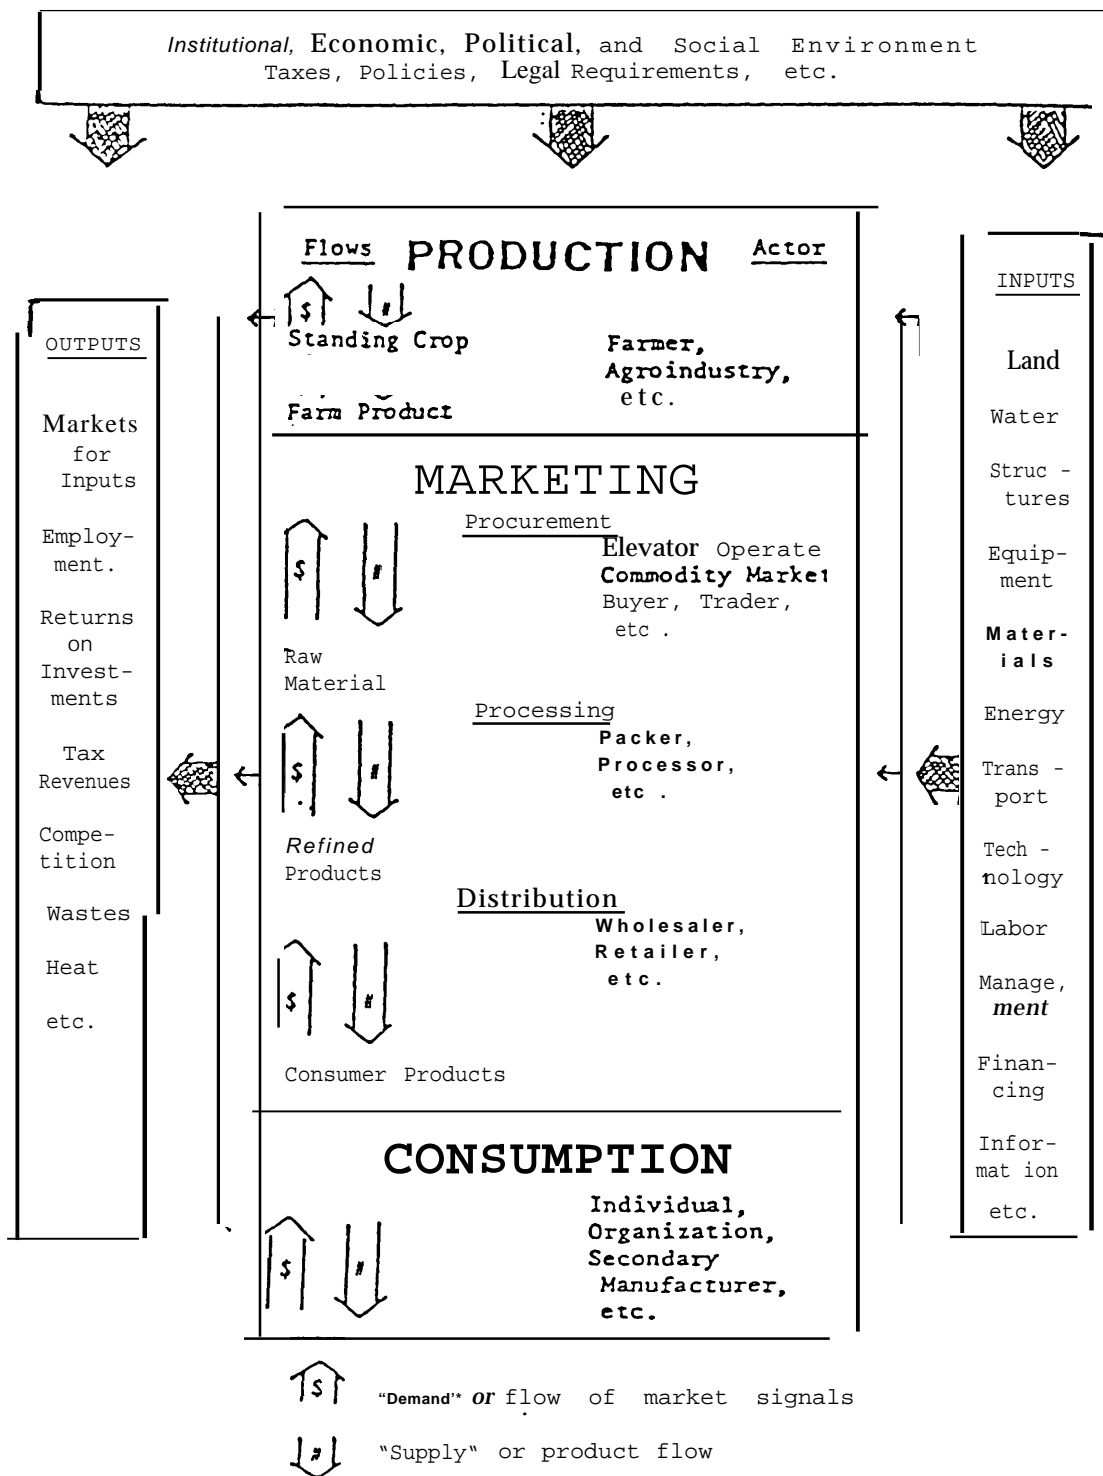 Institutional, Economic, Political, and Social Environment
Taxes, Policies, Legal Requirements, etc.
Flows PRODUCTION Actor
$ #
Standing Crop
Farm Product
Farmer,
Agroindustry,
etc.
MARKETING
Procurement
$ #
Elevator Operate
Commodity Market
Buyer, Trader,
etc .
Raw
Material
Processing
$ #
Packer,
Processor,
etc .
Refined
Products
Distribution
$ #
Wholesaler,
Retailer,
etc.
Consumer Products
CONSUMPTION
$ #
Individual,
Organization,
Secondary
Manufacturer,
etc.
OUTPUTS
Markets
for
Inputs
Employ-
ment.
Returns
on
Invest-
ments
Tax
Revenues
Compe-
tition
Wastes
Heat
etc.
INPUTS
Land
Water
Struc -
tures
Equip-
ment
Mater-
ials
Energy
Trans -
port
Tech -
nology
Labor
Manage,
ment
Finan-
cing
Infor-
mat ion
etc.
$ "Demand"* or flow of market signals
# "Supply" or product flow